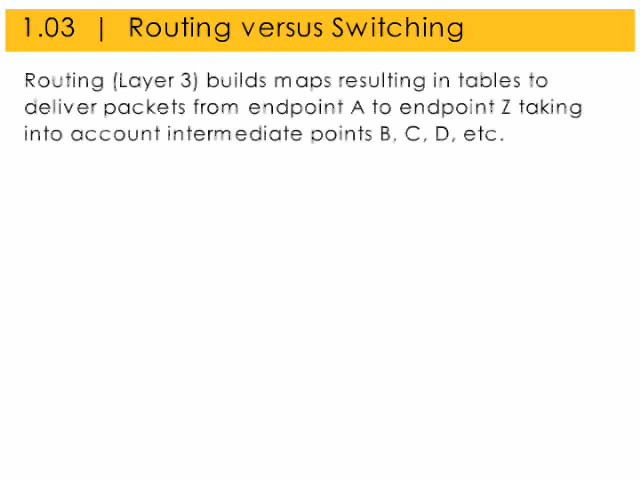 1.03 | Routing versus Switching
Routing (Layer 3) builds maps resulting in tables to
deliver packets from endpoint A to endpoint Z taking
into account intermediate points B, C, D, etc.